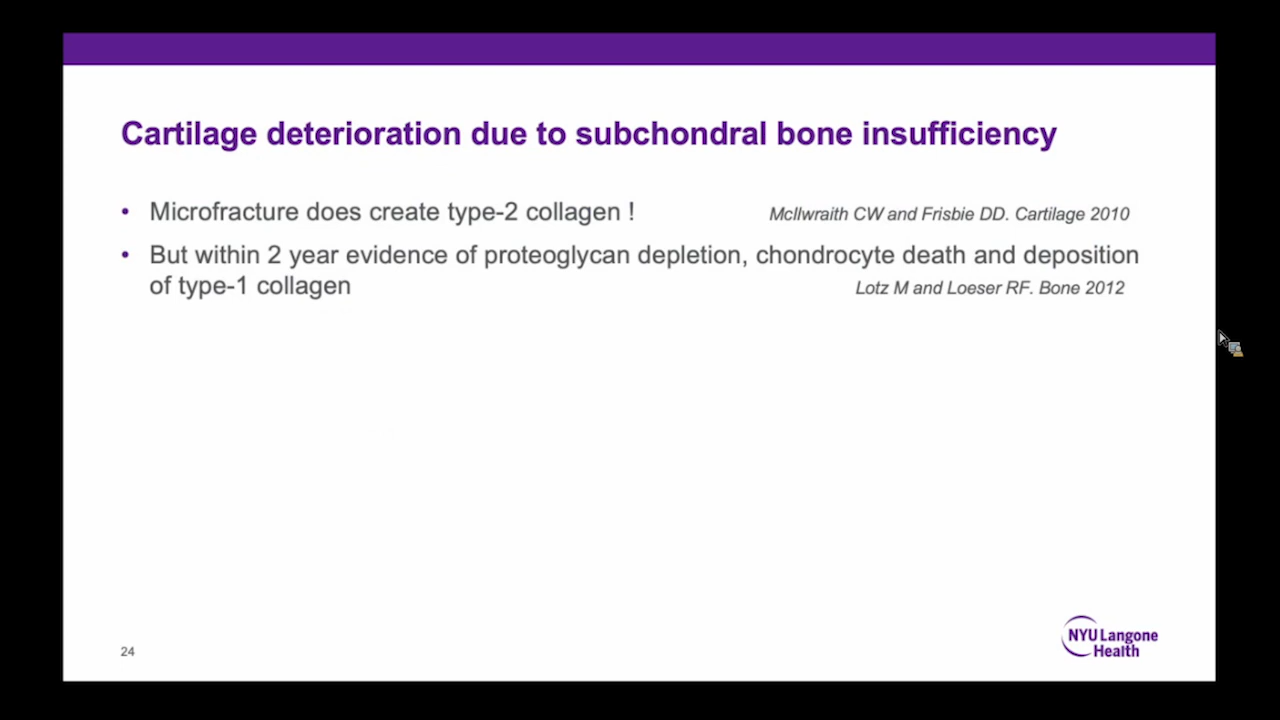 Cartilage deterioration due to subchondral bone insufficiency
• Microfracture does create type-2 collagen ! McIlwraith CW and Frisbie DD. Cartilage 2010
• But within 2 year evidence of proteoglycan depletion, chondrocyte death and deposition
of type-1 collagen Lotz M and Loeser RF. Bone 2012
24
NYU Langone
Health